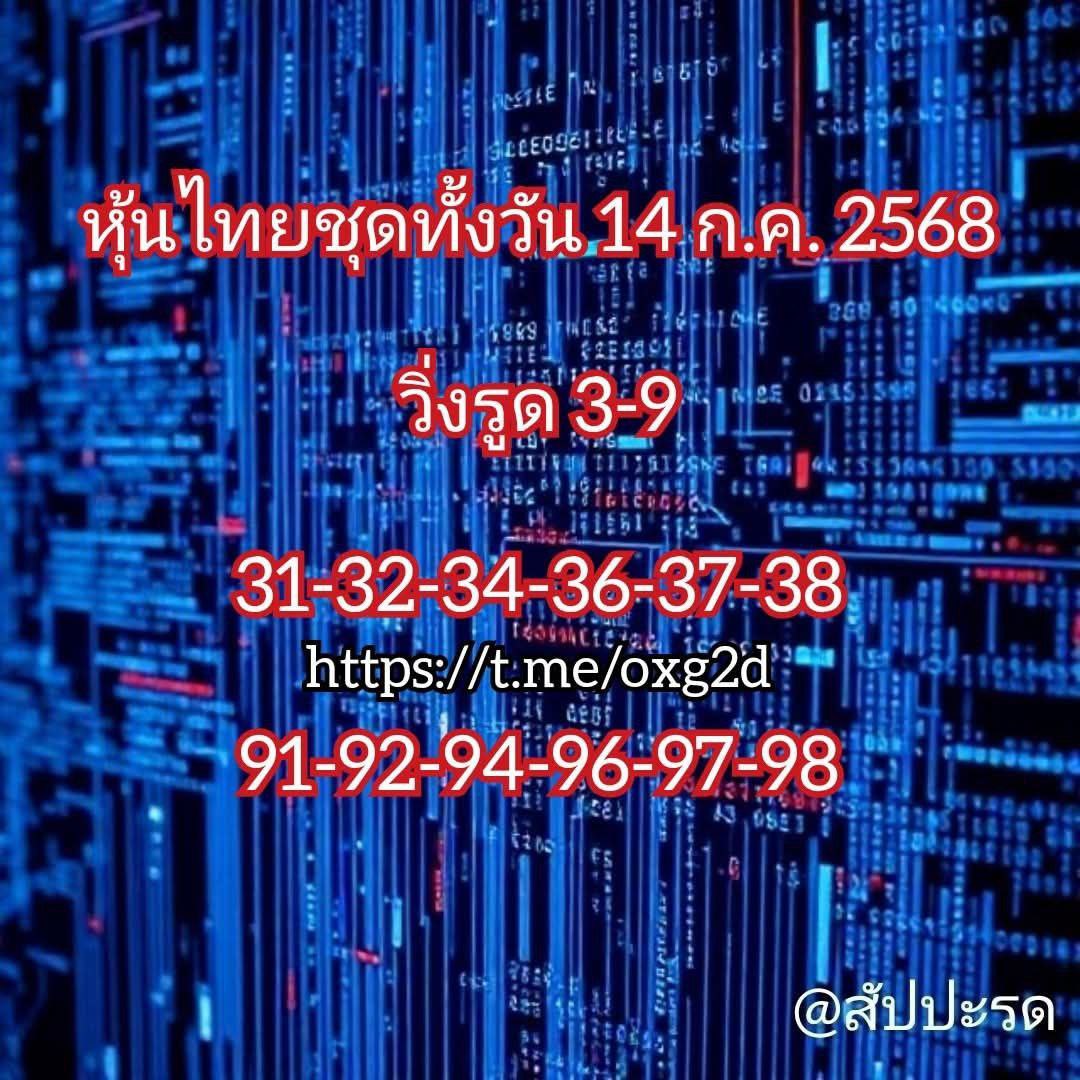 หุ้นไทยชุดทั้งวัน 14 ก.ค. 2568
วิ่งรูด 3-9
31-32-34-36-37-38
https://t.me/oxg2d
91-92-94-96-97-98
@สัปปะรด